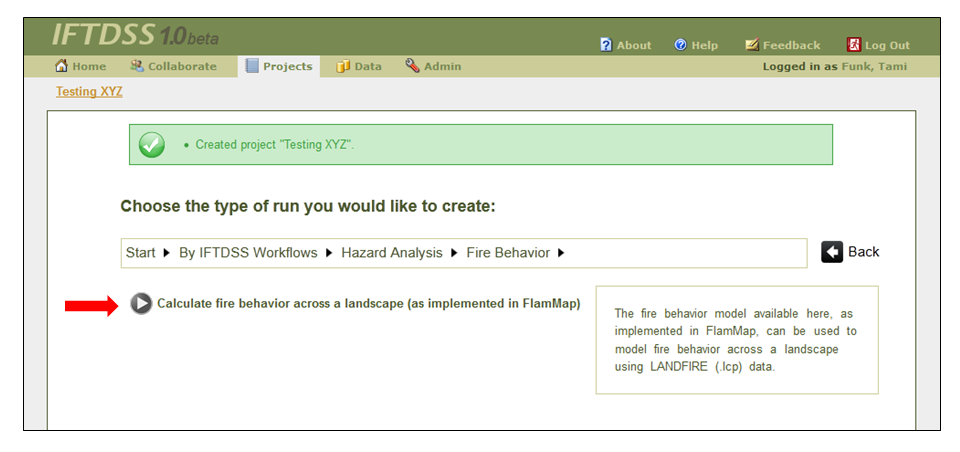 IFTDSS 1.0 beta
About Help Feedback Log Out
Home Collaborate Projects Data Admin Logged in as Funk, Tami
Testing XYZ
• Created project "Testing XYZ".
Choose the type of run you would like to create:
Start By IFTDSS Workflows Hazard Analysis Fire Behavior Back
Calculate fire behavior across a landscape (as implemented in FlamMap)
The fire behavior model available here, as
implemented in FlamMap, can be used to
model fire behavior across a landscape
using LANDFIRE (.lcp) data.